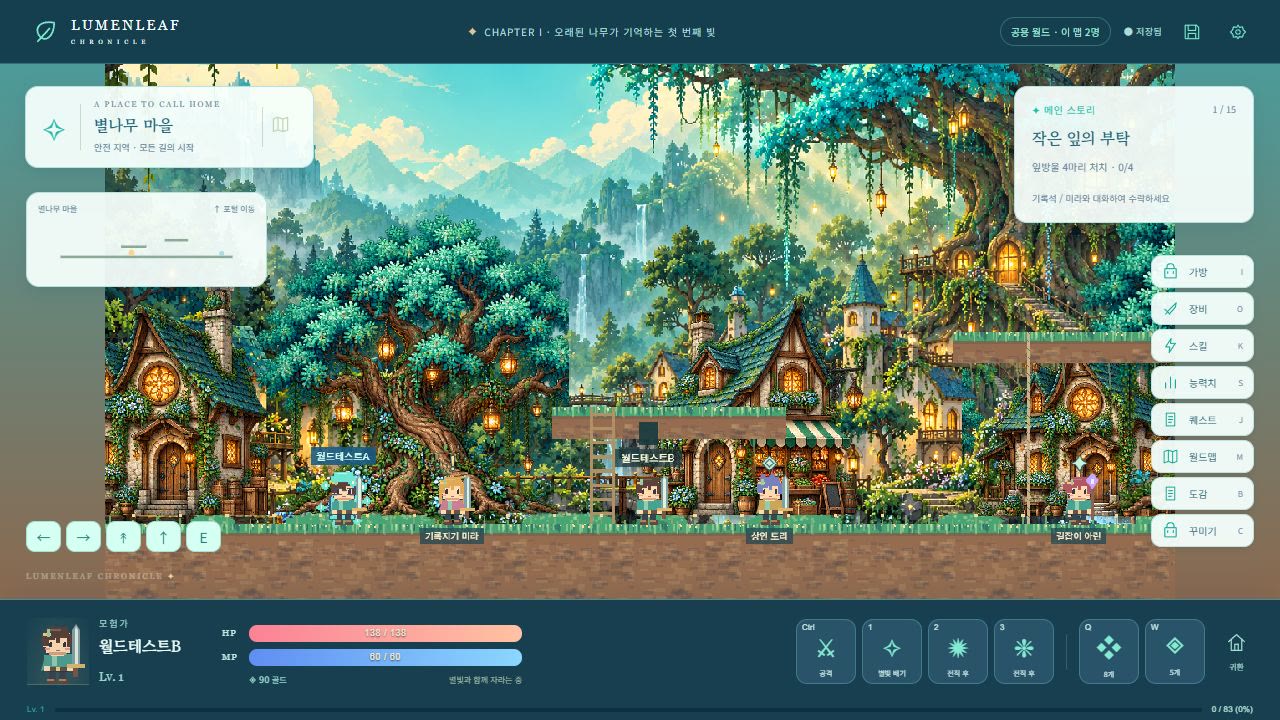 LUMENLEAF
CHRONICLE
CHAPTER I · 오래된 나무가 기억하는 첫 번째 빛
공용 월드 · 이 맵 2명
저장됨
A PLACE TO CALL HOME
별나무 마을
안전 지역 · 모든 길의 시작
별나무 마을
↑ 포털 이동
메인 스토리
1 / 15
작은 잎의 부탁
잎방울 4마리 처치 · 0/4
기록석 / 미라와 대화하여 수락하세요
가방 I
장비 O
스킬 K
능력치 S
퀘스트 J
월드맵 M
도감 B
꾸미기 C
월드테스트A
월드테스트B
기록지기 미라
상인 도리
길잡이 아린
← → ↟ ↑ E
LUMENLEAF CHRONICLE
모험가
월드테스트B
Lv. 1
HP 138 / 138
MP 60 / 60
90 골드
별빛과 함께 자라는 중
Ctrl 공격
1 별빛 베기
2 전직 후
3 전직 후
Q 8개
W 5개
귀환
Lv. 1
0 / 83 (0%)